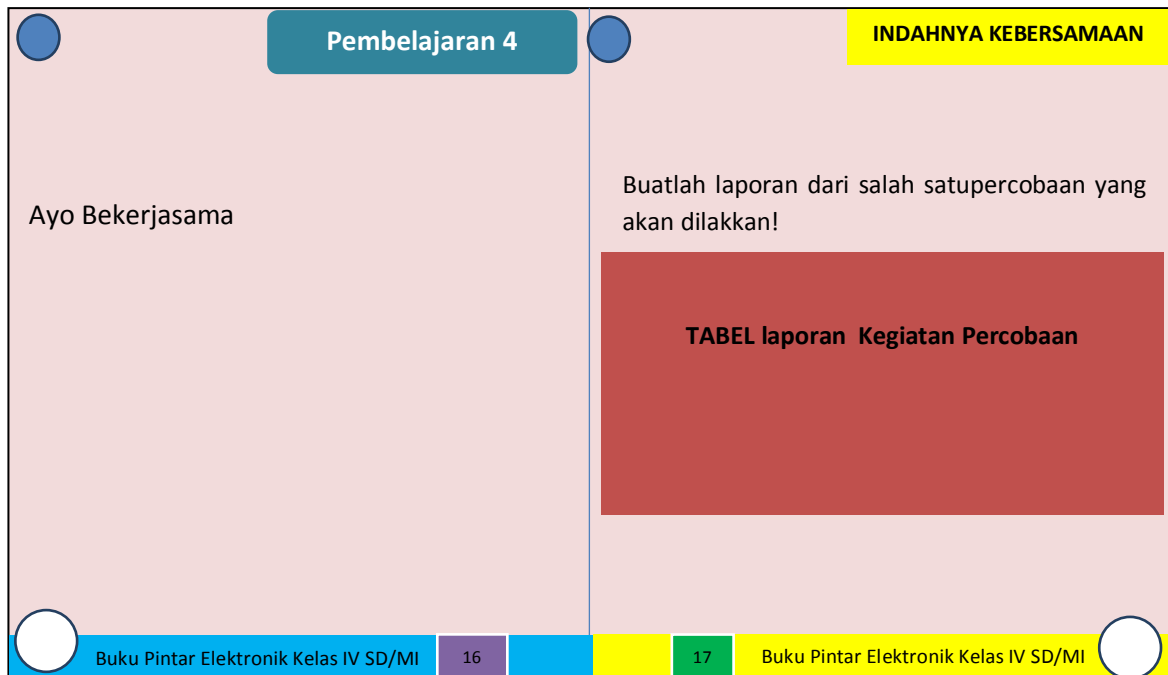 Pembelajaran 4
Ayo Bekerjasama
Buku Pintar Elektronik Kelas IV SD/MI 16
INDAHNYA KEBERSAMAAN
Buatlah laporan dari salah satupercobaan yang
akan dilakkan!
TABEL laporan Kegiatan Percobaan
17 Buku Pintar Elektronik Kelas IV SD/MI